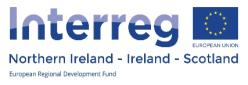 Interreg
EUROPEAN UNION
Northern Ireland - Ireland - Scotland
European Regional Development Fund